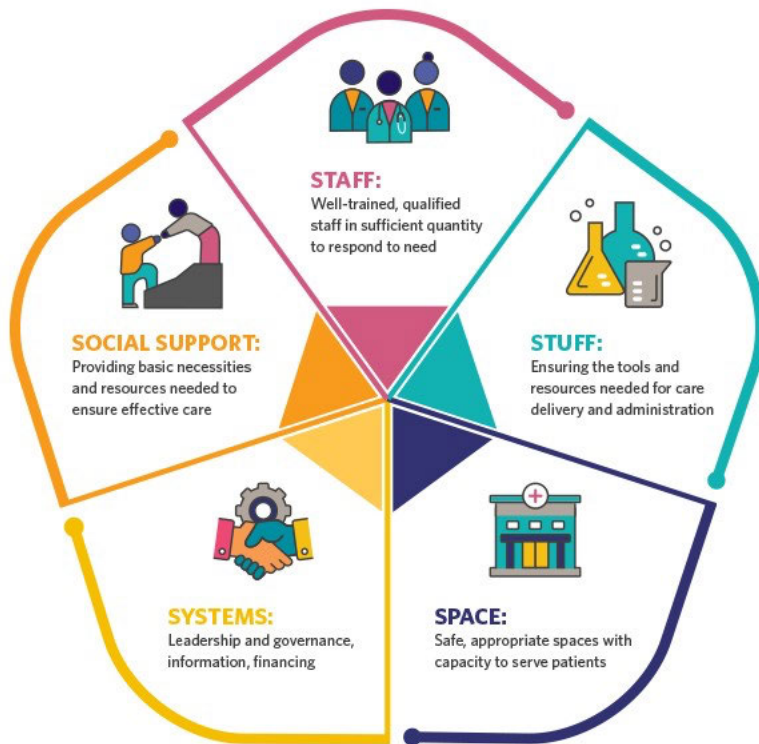 STAFF:
Well-trained, qualified
staff in sufficient quantity
to respond to need
STUFF:
Ensuring the tools and
resources needed for care
delivery and administration
SPACE:
Safe, appropriate spaces with
capacity to serve patients
SYSTEMS:
Leadership and governance,
information, financing
SOCIAL SUPPORT:
Providing basic necessities
and resources needed to
ensure effective care